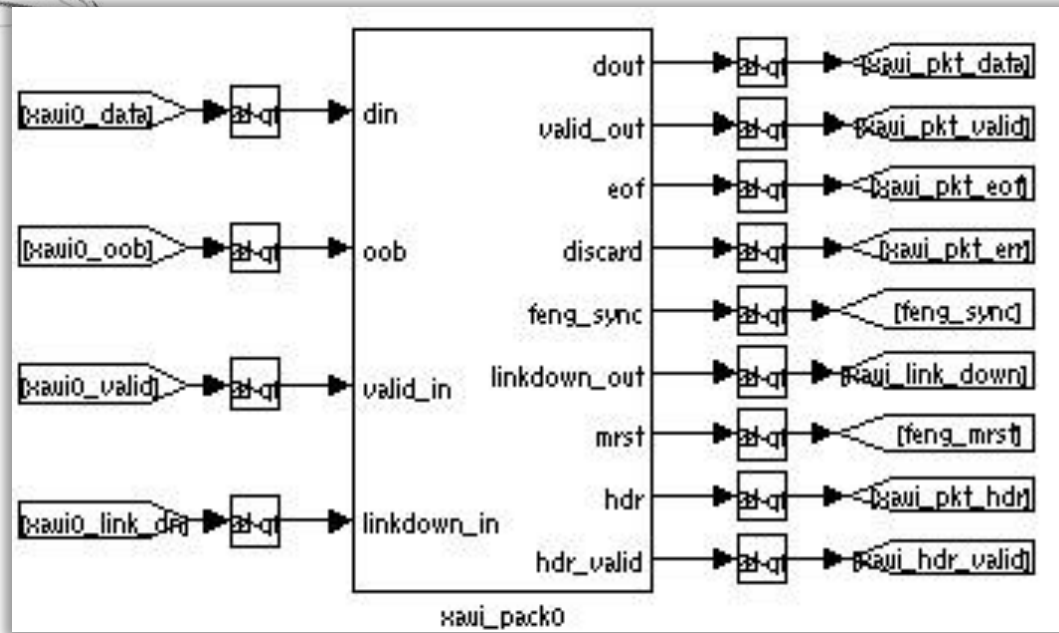 [xaui0_data]
[xaui0_oob]
[xaui0_valid]
din
oob
valid_in
linkdown_in
dout
valid_out
eof
discard
feng_sync
linkdown_out
mrst
hdr
hdr_valid
[xaui_pkt_data]
[xaui_pkt_valid]
[xaui_pkt_eof]
[xaui_pkt_err]
[feng_sync]
[xaui_link_down]
[feng_mrst]
[xaui_pkt_hdr]
[xaui_hdr_valid]
xaui_pack0